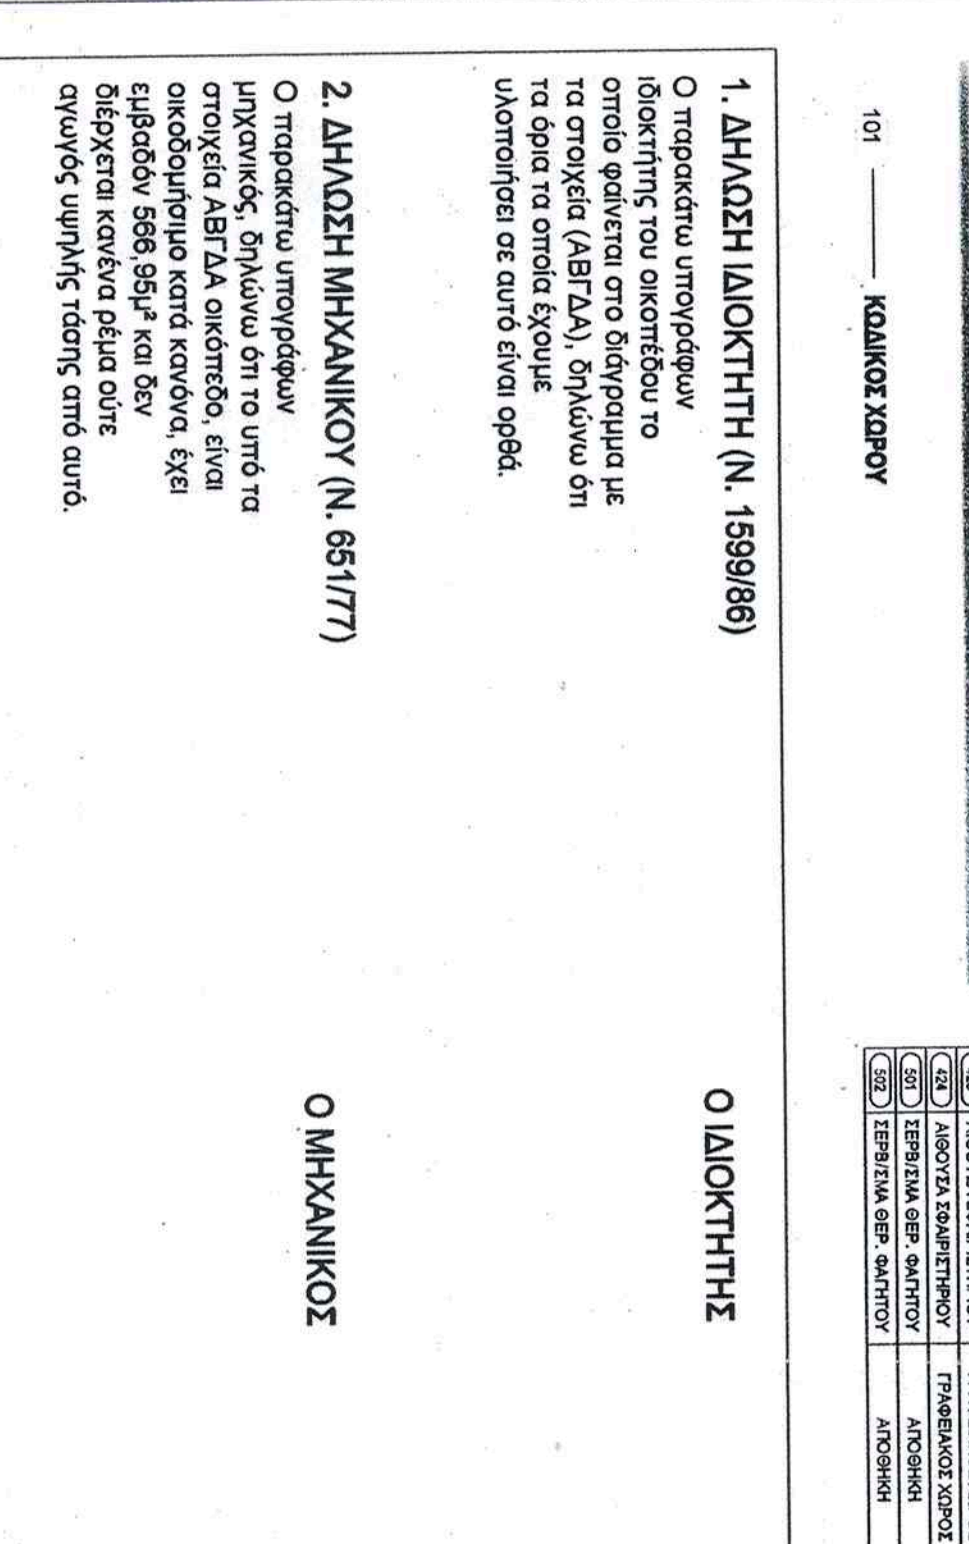 101 ——— ΚΩΔΙΚΟΣ ΧΩΡΟΥ
424 ΑΙΘΟΥΣΑ ΣΦΑΙΡΙΣΤΗΡΙΟΥ ΓΡΑΦΕΙΑΚΟΣ ΧΩΡΟΣ
501 ΣΕΡΒ/ΣΜΑ ΘΕΡ. ΦΑΓΗΤΟΥ ΑΠΟΘΗΚΗ
502 ΣΕΡΒ/ΣΜΑ ΘΕΡ. ΦΑΓΗΤΟΥ ΑΠΟΘΗΚΗ
1. ΔΗΛΩΣΗ ΙΔΙΟΚΤΗΤΗ (Ν. 1599/86)
Ο παρακάτω υπογράφων
ιδιοκτήτης του οικοπέδου το
οποίο φαίνεται στο διάγραμμα με
τα στοιχεία (ΑΒΓΔΑ), δηλώνω ότι
τα όρια τα οποία έχουμε
υλοποιήσει σε αυτό είναι ορθά.
Ο ΙΔΙΟΚΤΗΤΗΣ
2. ΔΗΛΩΣΗ ΜΗΧΑΝΙΚΟΥ (Ν. 651/77)
Ο παρακάτω υπογράφων
μηχανικός, δηλώνω ότι το υπό τα
στοιχεία ΑΒΓΔΑ οικόπεδο, είναι
οικοδομήσιμο κατά κανόνα, έχει
εμβαδόν 566,95μ² και δεν
διέρχεται κανένα ρέμα ούτε
αγωγός υψηλής τάσης από αυτό.
Ο ΜΗΧΑΝΙΚΟΣ